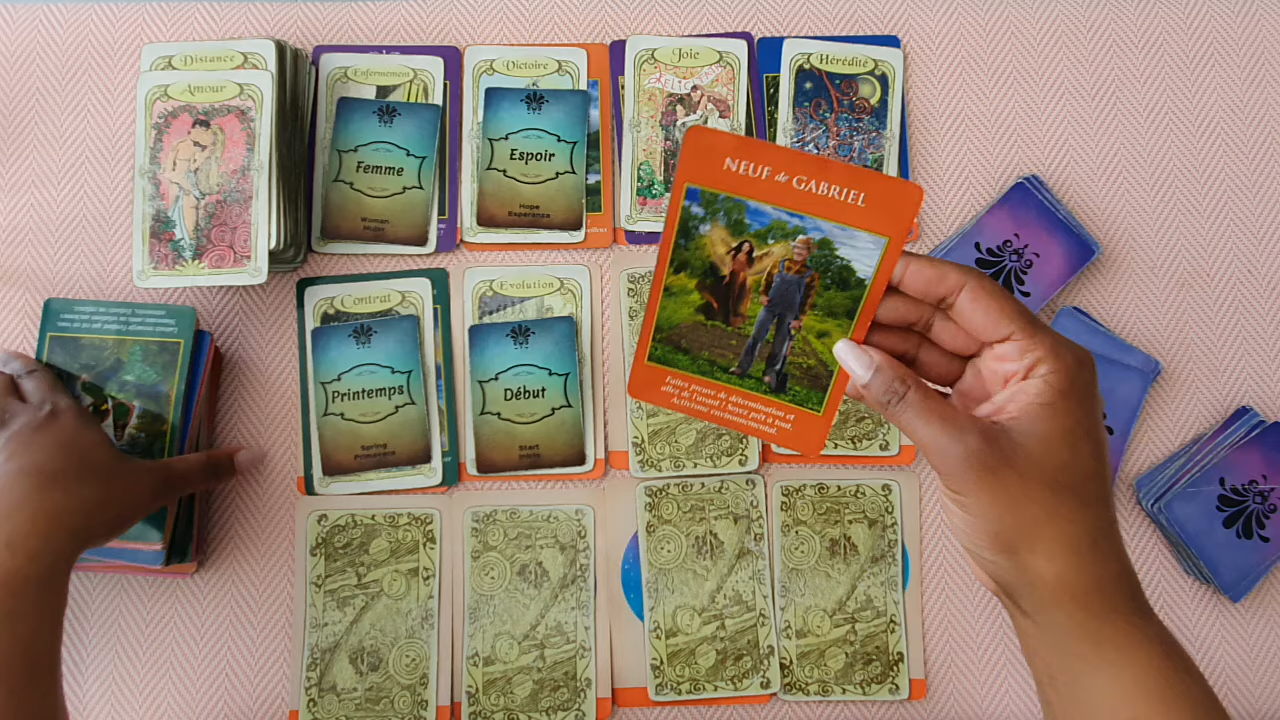 Distance
Amour
Enfermement
Femme
Woman
Mujer
Victoire
Espoir
Hope
Esperanza
Joie
Hérédité
NEUF de GABRIEL
Faites preuve de détermination et
allez de l'avant ! Soyez prêt à tout.
Activisme environnemental.
Contrat
Printemps
Spring
Primavera
Evolution
Début
Start
Inicio